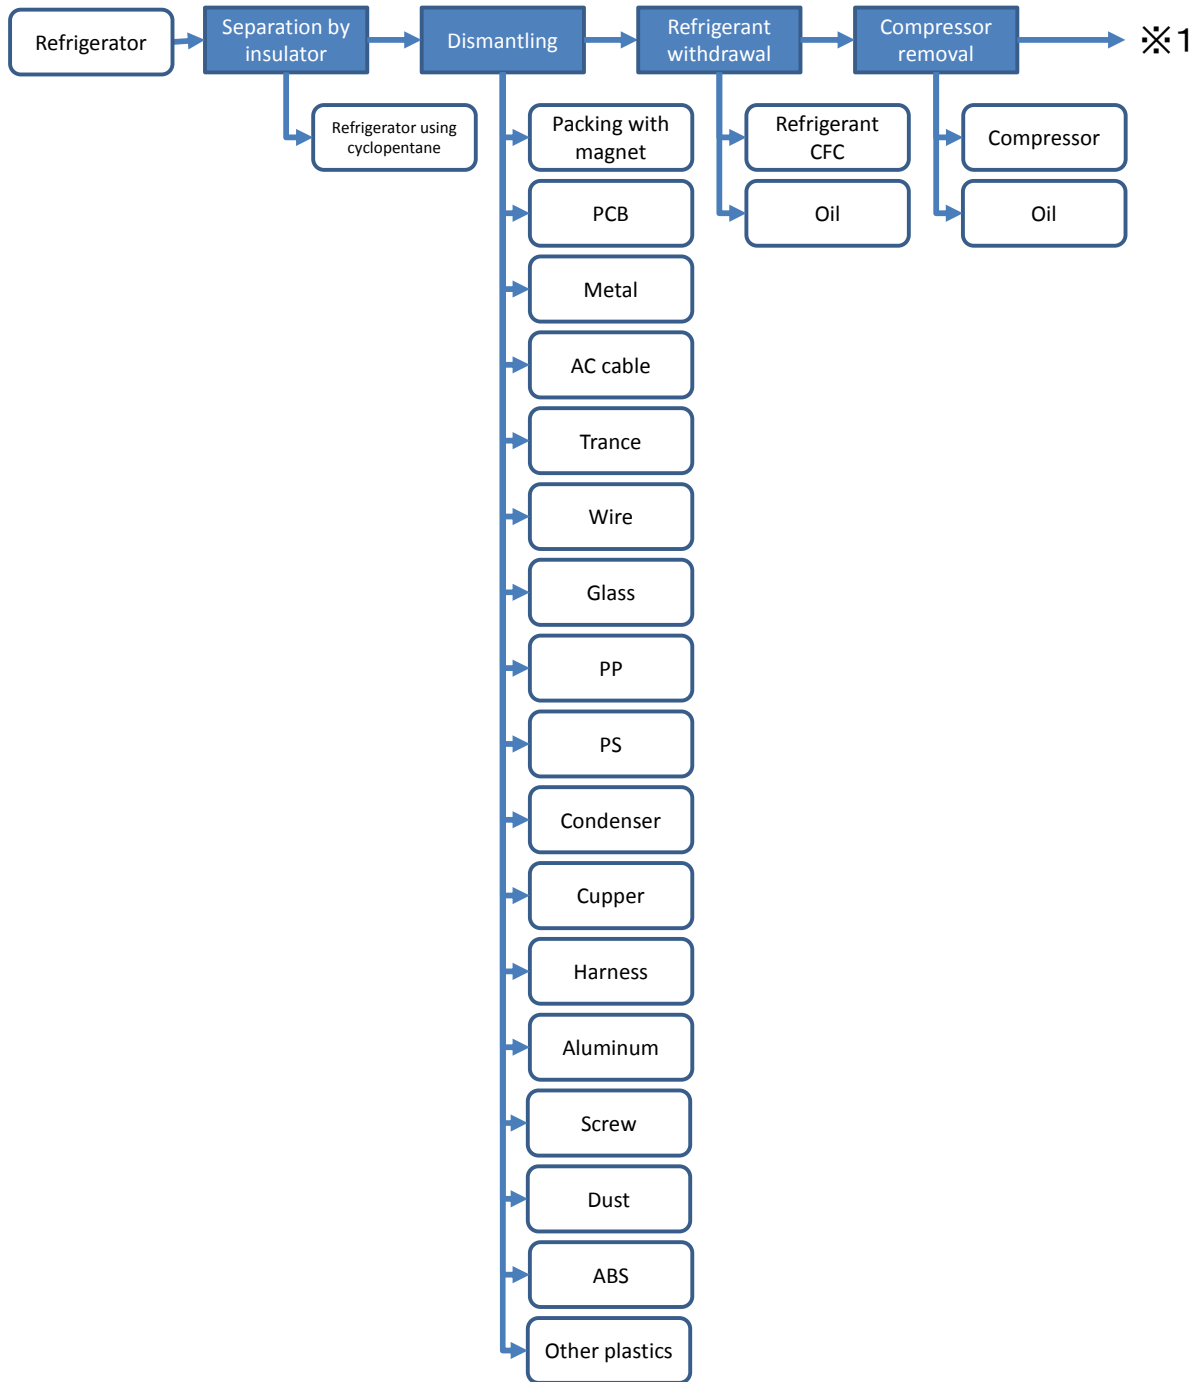 Refrigerator
Separation by
insulator
Dismantling
Refrigerant
withdrawal
Compressor
removal
※1
Refrigerator using
cyclopentane
Packing with
magnet
PCB
Metal
AC cable
Trance
Wire
Glass
PP
PS
Condenser
Cupper
Harness
Aluminum
Screw
Dust
ABS
Other plastics
Refrigerant
CFC
Oil
Compressor
Oil